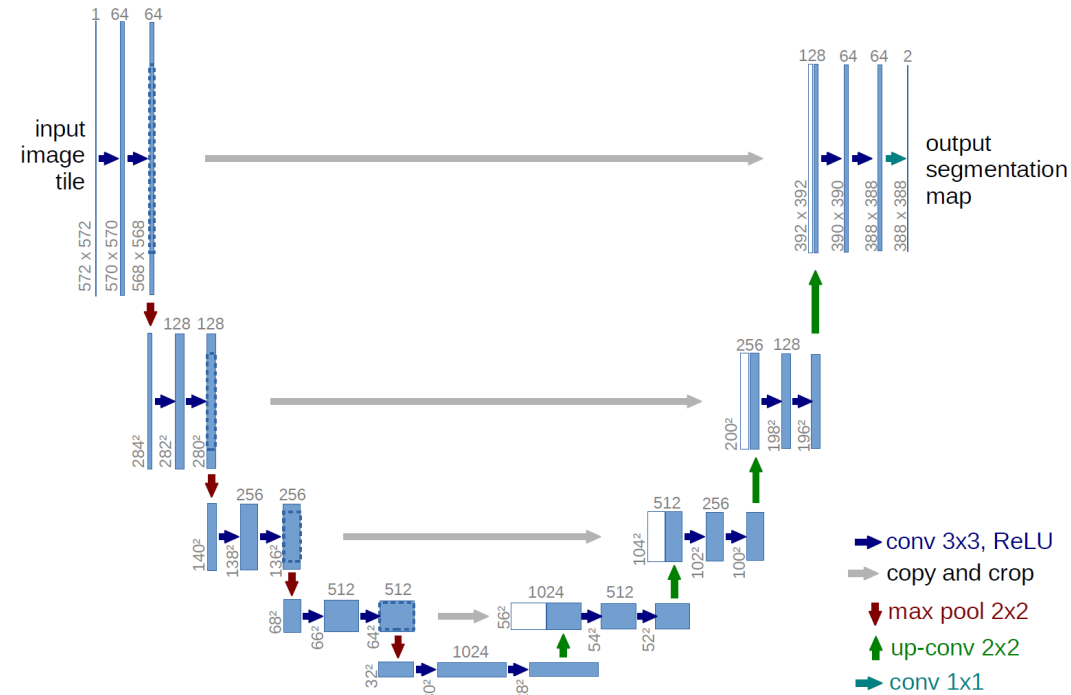 1 64 64
128 64 64 2
input
image
tile
output
segmentation
map
572 x 572
570 x 570
568 x 568
392 x 392
390 x 390
388 x 388
388 x 388
128 128
256 128
284²
282²
280²
200²
198²
196²
256 256
512 256
140²
138²
136²
104²
102²
100²
512 512
1024 512
68²
66²
64²
56²
54²
52²
1024
32²
conv 3x3, ReLU
copy and crop
max pool 2x2
up-conv 2x2
conv 1x1